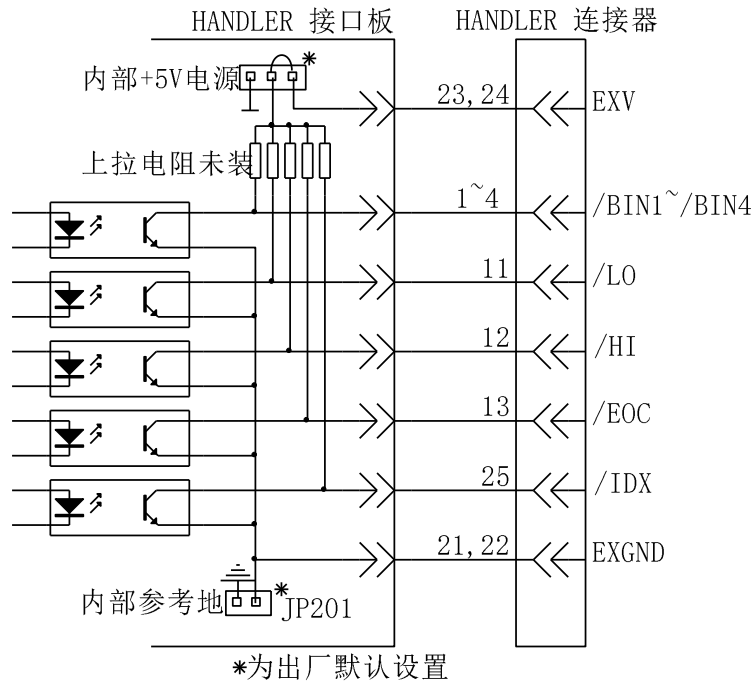 HANDLER 接口板 HANDLER 连接器
*
内部+5V电源
23,24 EXV
上拉电阻未装
1~4 /BIN1~/BIN4
11 /LO
12 /HI
13 /EOC
25 /IDX
21,22 EXGND
内部参考地 * JP201
*为出厂默认设置